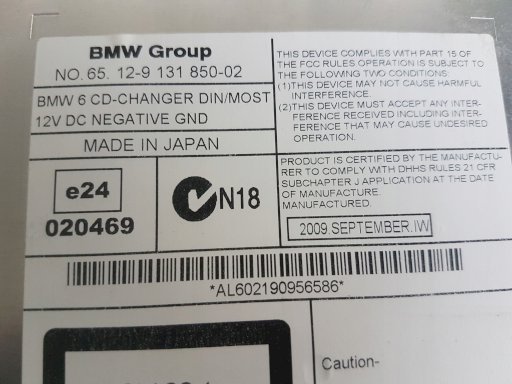 BMW Group
NO. 65. 12-9 131 850-02
BMW 6 CD-CHANGER DIN/MOST
12V DC NEGATIVE GND
MADE IN JAPAN
e24
020469
N18
THIS DEVICE COMPLIES WITH PART 15 OF
THE FCC RULES OPERATION IS SUBJECT TO
THE FOLLOWING TWO CONDITIONS:
(1)THIS DEVICE MAY NOT CAUSE HARMFUL
INTERFERENCE.
(2)THIS DEVICE MUST ACCEPT ANY INTER-
FERENCE RECEIVED INCLUDING INTER-
FERENCE THAT MAY CAUSE UNDESIRED
OPERATION.
PRODUCT IS CERTIFIED BY THE MANUFACTU-
RER TO COMPLY WITH DHHS RULES 21 CFR
SUBCHAPTER J APPLICATION AT THE DATE
OF MANUFACTURE.
MANUFACTURED.
2009.SEPTEMBER.IW
*AL602190956586*
Caution-